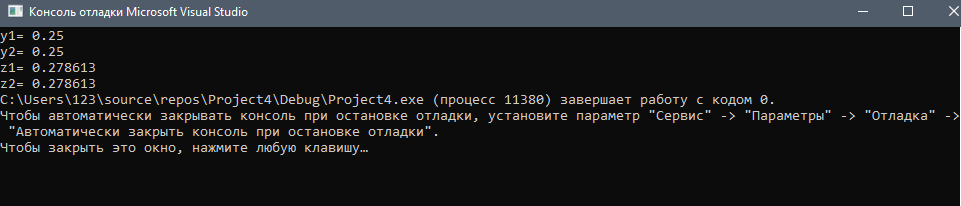 Консоль отладки Microsoft Visual Studio
y1= 0.25
y2= 0.25
z1= 0.278613
z2= 0.278613
C:\Users\123\source\repos\Project4\Debug\Project4.exe (процесс 11380) завершает работу с кодом 0.
Чтобы автоматически закрывать консоль при остановке отладки, установите параметр "Сервис" -> "Параметры" -> "Отладка" ->
"Автоматически закрыть консоль при остановке отладки".
Чтобы закрыть это окно, нажмите любую клавишу…